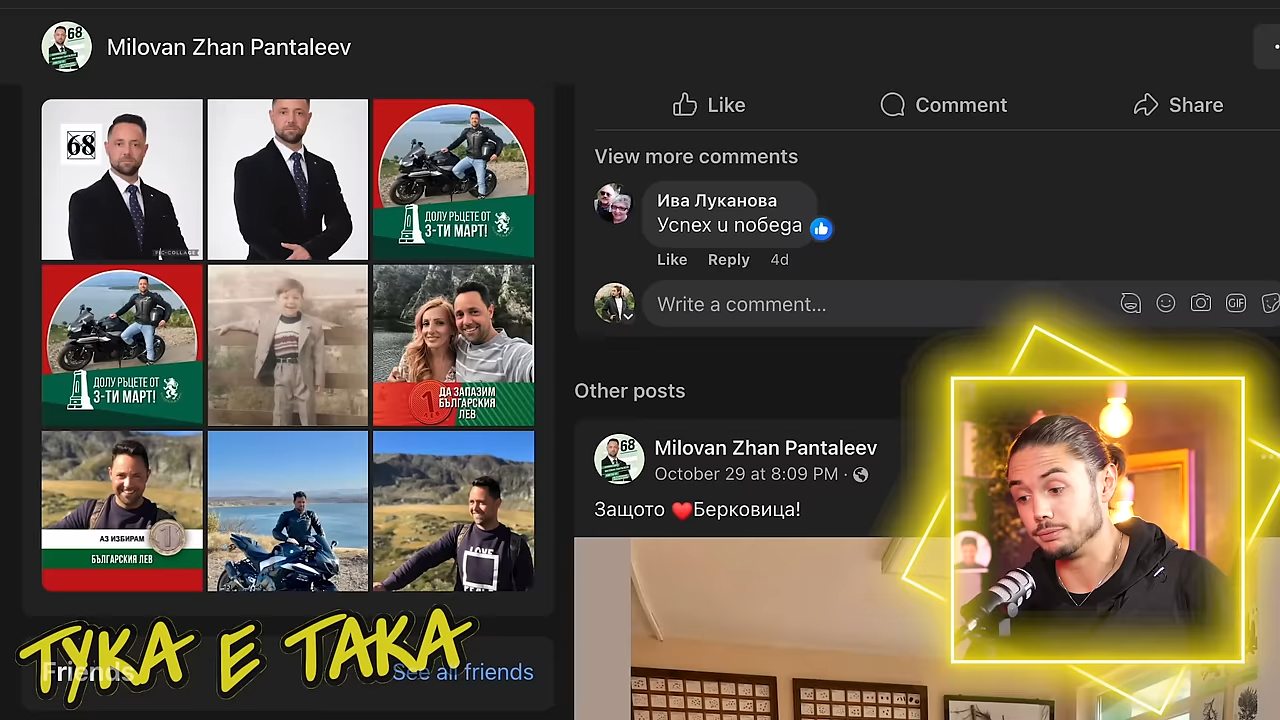 Milovan Zhan Pantaleev
68
PIC-COLLAGE
ДОЛУ РЪЦЕТЕ ОТ
3-ТИ МАРТ!
ДОЛУ РЪЦЕТЕ ОТ
3-ТИ МАРТ!
1
ДА ЗАПАЗИМ
БЪЛГАРСКИЯ
ЛЕВ
АЗ ИЗБИРАМ
1
БЪЛГАРСКИЯ ЛЕВ
LOVE
Friends
See all friends
ТУКА Е ТАКА
Like
Comment
Share
View more comments
Ива Луканова
Успех и победа
Like
Reply
4d
Write a comment...
GIF
Other posts
68
Milovan Zhan Pantaleev
October 29 at 8:09 PM ·
Защото ❤️Берковица!